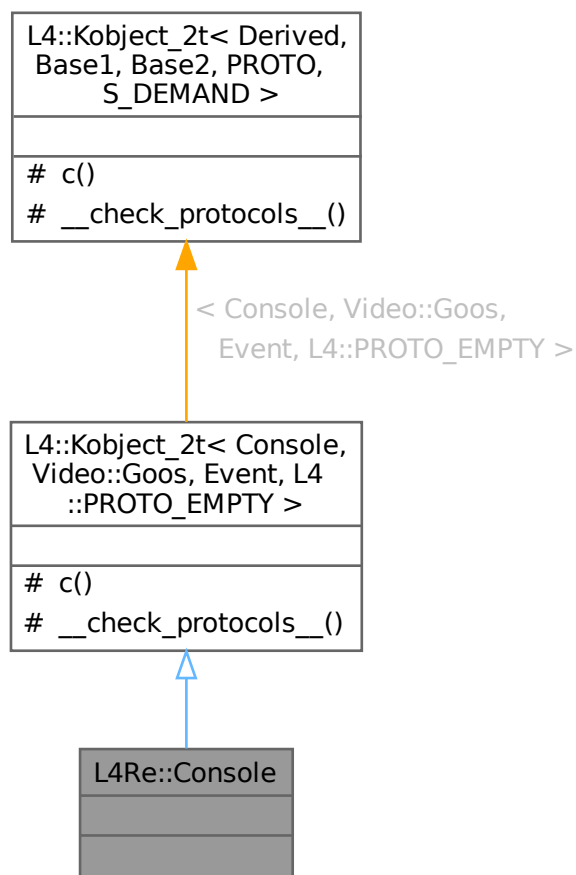 L4::Kobject_2t< Derived,
Base1, Base2, PROTO,
S_DEMAND >
# c()
# __check_protocols__()
< Console, Video::Goos,
Event, L4::PROTO_EMPTY >
L4::Kobject_2t< Console,
Video::Goos, Event, L4
::PROTO_EMPTY >
# c()
# __check_protocols__()
L4Re::Console